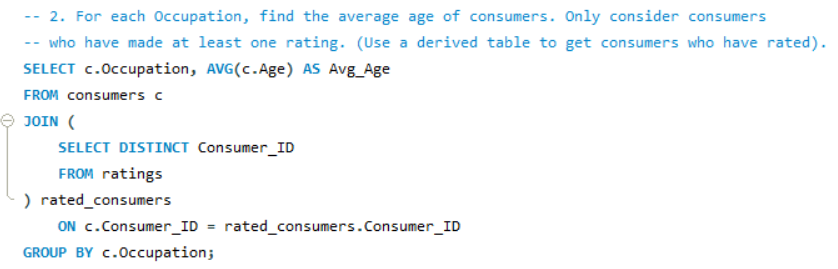 -- 2. For each Occupation, find the average age of consumers. Only consider consumers
-- who have made at least one rating. (Use a derived table to get consumers who have rated).
SELECT c.Occupation, AVG(c.Age) AS Avg_Age
FROM consumers c
JOIN (
SELECT DISTINCT Consumer_ID
FROM ratings
) rated_consumers
ON c.Consumer_ID = rated_consumers.Consumer_ID
GROUP BY c.Occupation;